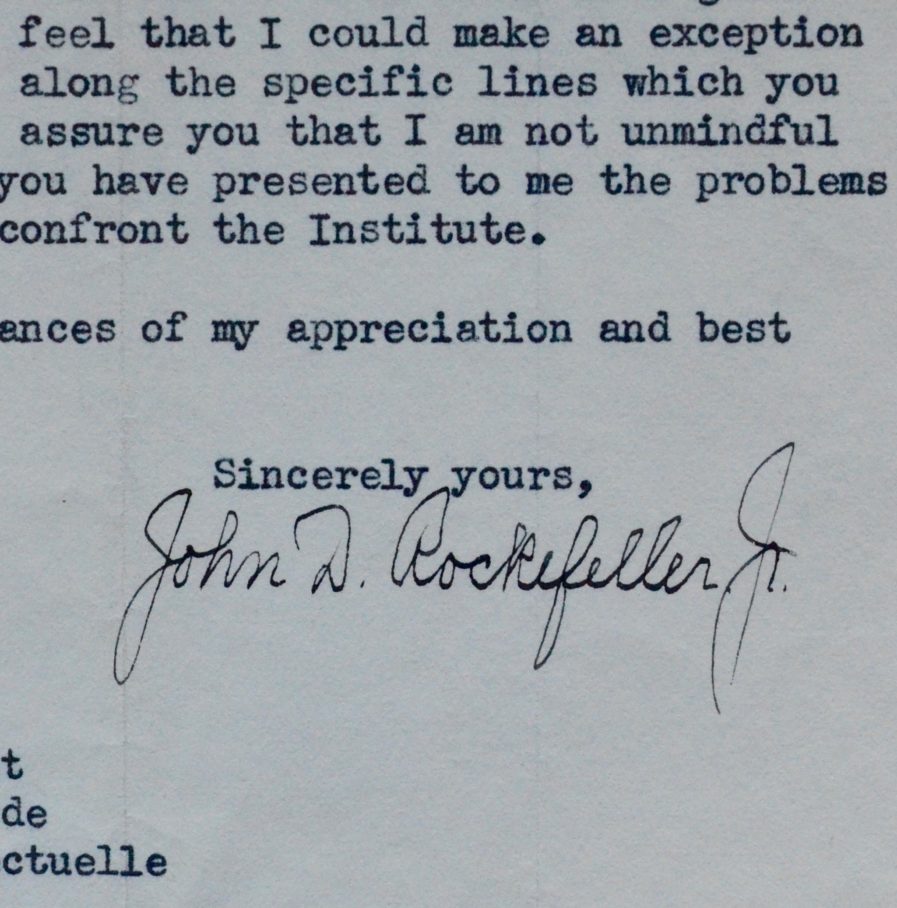 feel that I could make an exception
along the specific lines which you
assure you that I am not unmindful
you have presented to me the problems
confront the Institute.
ances of my appreciation and best
Sincerely yours,
John D. Rockefeller, Jr.
t
de
ctuelle